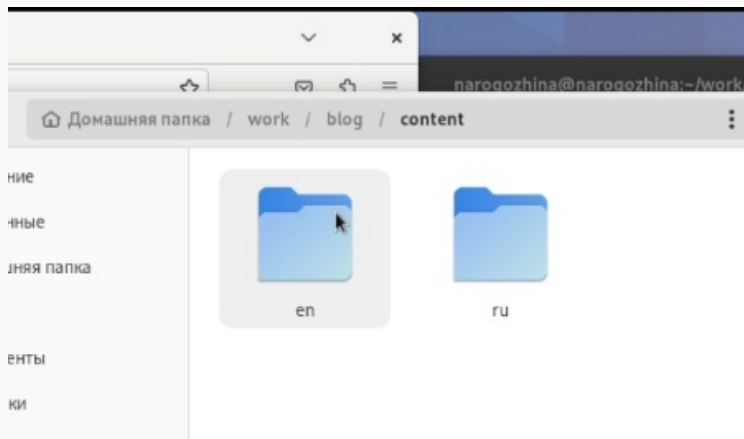 narogozhina@narogozhina:~/work
Домашняя папка / work / blog / content
ние
нные
шняя папка
енты
ки
en
ru